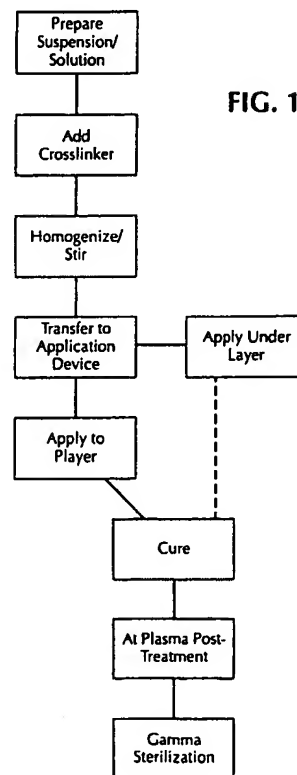 Prepare
Suspension/
Solution
FIG. 1
Add
Crosslinker
Homogenize/
Stir
Transfer to
Application
Device
Apply Under
Layer
Apply to
Player
Cure
At Plasma Post-
Treatment
Gamma
Sterilization